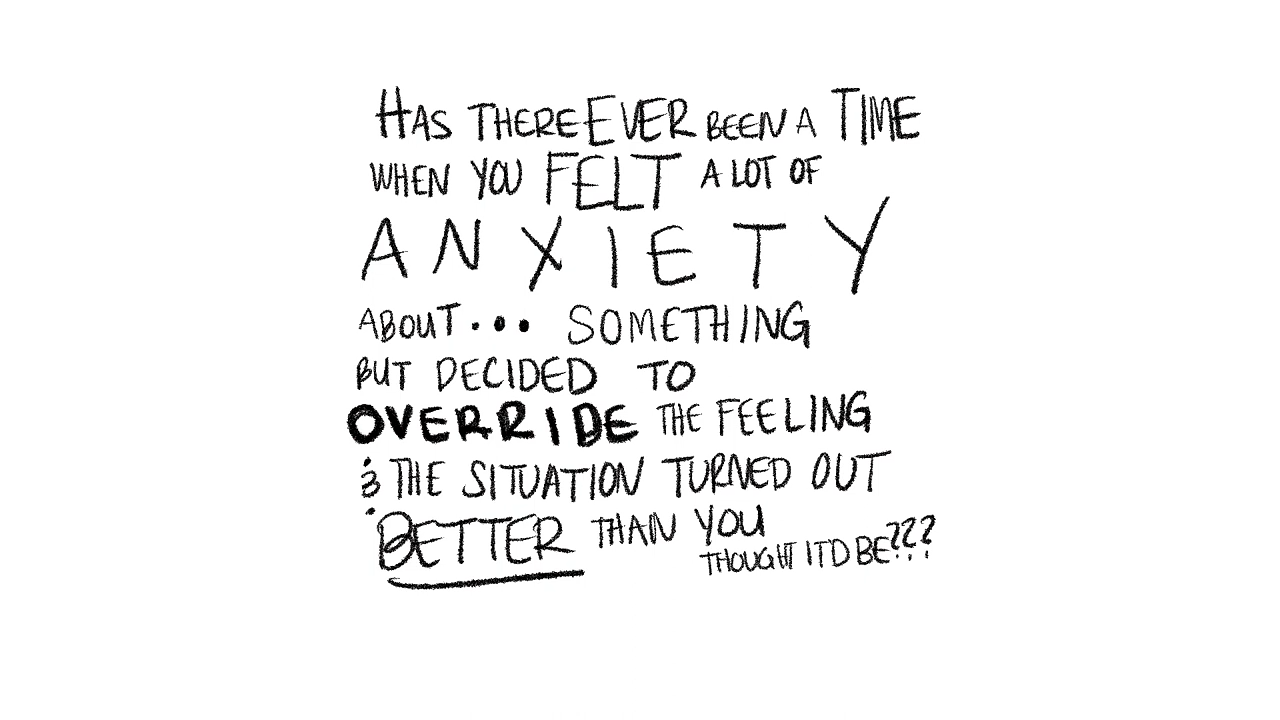 HAS THERE EVER BEEN A TIME
WHEN YOU FELT A LOT OF
ANXIETY
ABOUT... SOMETHING
BUT DECIDED TO
OVERRIDE THE FEELING
& THE SITUATION TURNED OUT
BETTER THAN YOU
THOUGHT IT'D BE???